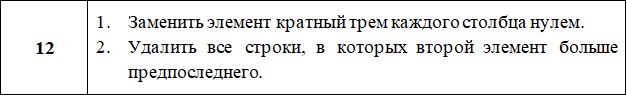 12
1. Заменить элемент кратный трем каждого столбца нулем.
2. Удалить все строки, в которых второй элемент больше
предпоследнего.